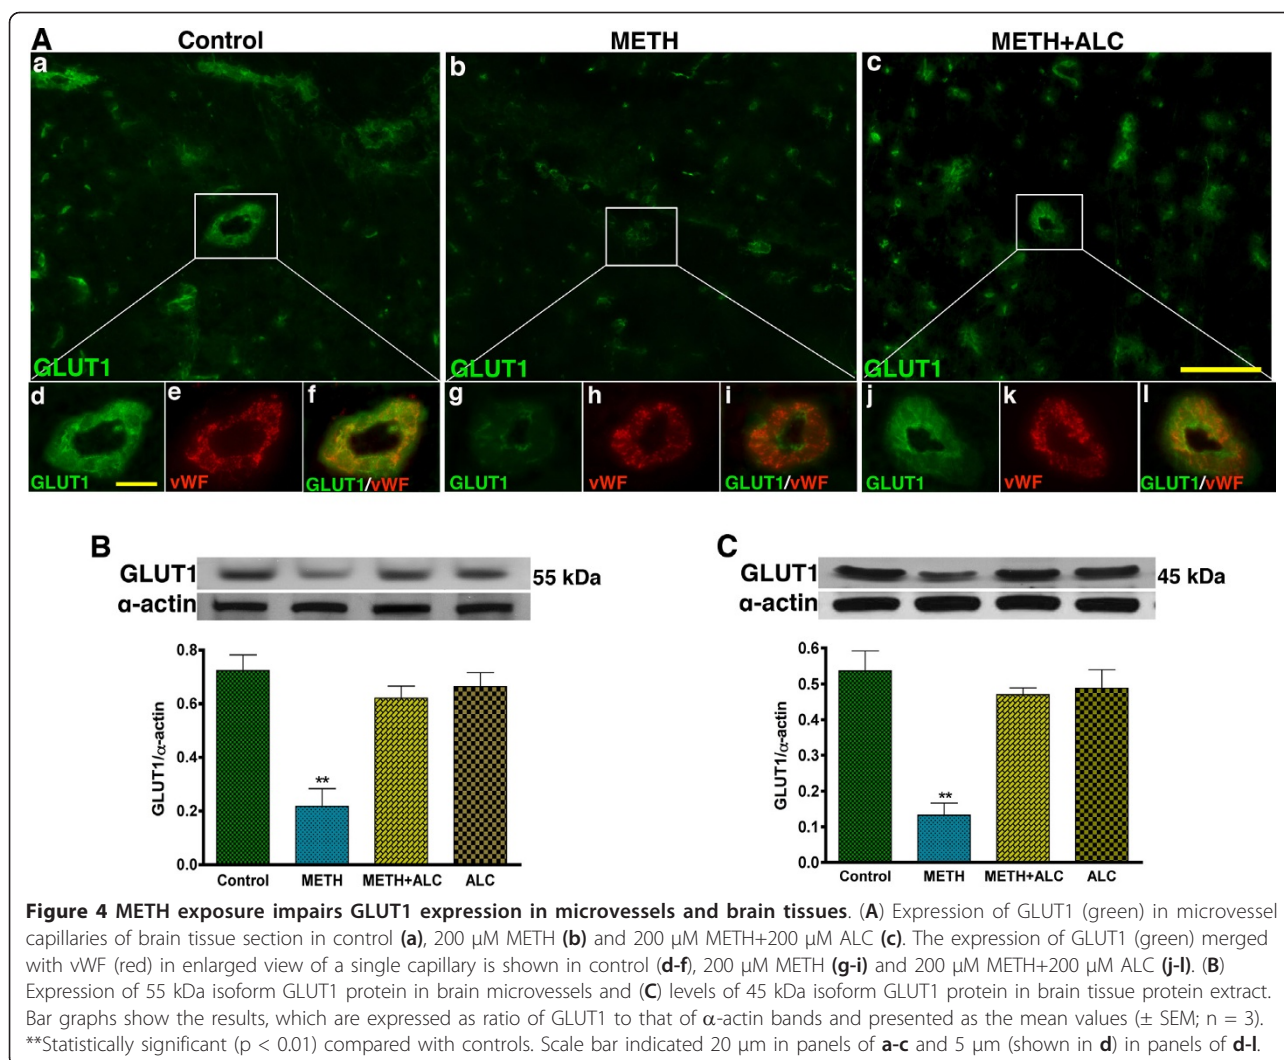 A
Control
METH
METH+ALC
a
b
c
GLUT1
GLUT1
GLUT1
d
e
f
g
h
i
j
k
l
GLUT1
vWF
GLUT1/vWF
GLUT1
vWF
GLUT1/vWF
GLUT1
vWF
GLUT1/vWF
B
GLUT1
55 kDa
α-actin
GLUT1/α-actin
0.8
0.6
0.4
0.2
0.0
**
Control
METH
METH+ALC
ALC
C
GLUT1
45 kDa
α-actin
GLUT1/α-actin
0.6
0.5
0.4
0.3
0.2
0.1
0.0
**
Control
METH
METH+ALC
ALC
Figure 4 METH exposure impairs GLUT1 expression in microvessels and brain tissues. (A) Expression of GLUT1 (green) in microvessel
capillaries of brain tissue section in control (a), 200 μM METH (b) and 200 μM METH+200 μM ALC (c). The expression of GLUT1 (green) merged
with vWF (red) in enlarged view of a single capillary is shown in control (d-f), 200 μM METH (g-i) and 200 μM METH+200 μM ALC (j-l). (B)
Expression of 55 kDa isoform GLUT1 protein in brain microvessels and (C) levels of 45 kDa isoform GLUT1 protein in brain tissue protein extract.
Bar graphs show the results, which are expressed as ratio of GLUT1 to that of α-actin bands and presented as the mean values (± SEM; n = 3).
**Statistically significant (p < 0.01) compared with controls. Scale bar indicated 20 μm in panels of a-c and 5 μm (shown in d) in panels of d-l.